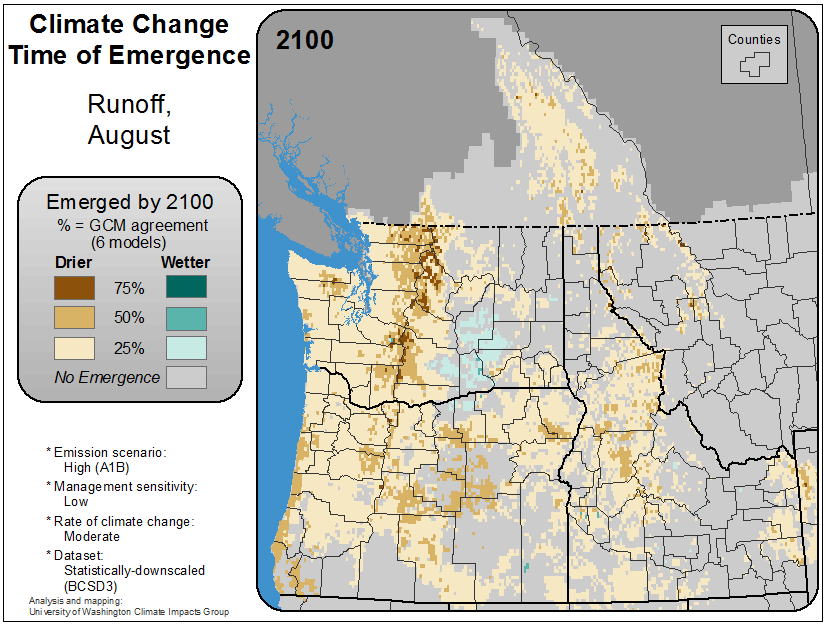 Climate Change
Time of Emergence
Runoff,
August
Emerged by 2100
% = GCM agreement
(6 models)
Drier Wetter
75%
50%
25%
No Emergence
* Emission scenario:
High (A1B)
* Management sensitivity:
Low
* Rate of climate change:
Moderate
* Dataset:
Statistically-downscaled
(BCSD3)
Analysis and mapping:
University of Washington Climate Impacts Group
2100
Counties